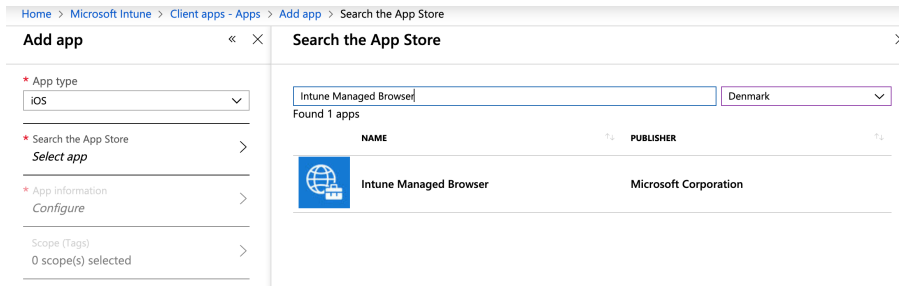 Home > Microsoft Intune > Client apps - Apps > Add app > Search the App Store
Add app
Search the App Store
* App type
iOS
* Search the App Store
Select app
* App information
Configure
Scope (Tags)
0 scope(s) selected
Intune Managed Browser
Denmark
Found 1 apps
NAME PUBLISHER
Intune Managed Browser Microsoft Corporation